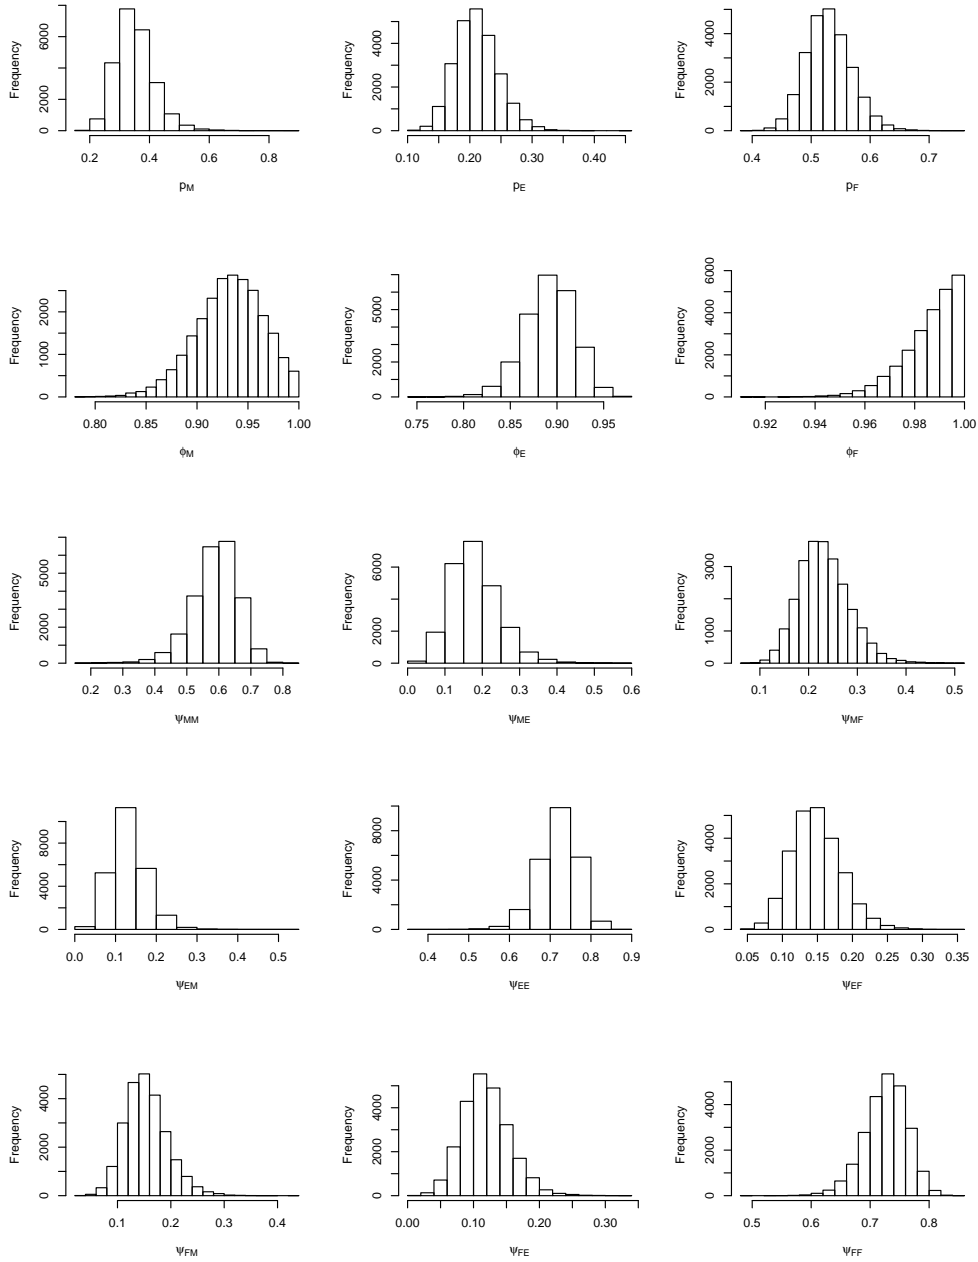 Frequency
0 2000 6000
0.2 0.4 0.6 0.8
pM
Frequency
0 2000 4000
0.10 0.20 0.30 0.40
pE
Frequency
0 2000 4000
0.4 0.5 0.6 0.7
pF
Frequency
0 1000 2000
0.80 0.85 0.90 0.95 1.00
ϕM
Frequency
0 2000 5000
0.75 0.80 0.85 0.90 0.95
ϕE
Frequency
0 2000 4000 6000
0.92 0.94 0.96 0.98 1.00
ϕF
Frequency
0 2000 5000
0.2 0.3 0.4 0.5 0.6 0.7 0.8
ψMM
Frequency
0 2000 6000
0.0 0.1 0.2 0.3 0.4 0.5 0.6
ψME
Frequency
0 1000 3000
0.1 0.2 0.3 0.4 0.5
ψMF
Frequency
0 4000 8000
0.0 0.1 0.2 0.3 0.4 0.5
ψEM
Frequency
0 4000 8000
0.4 0.5 0.6 0.7 0.8 0.9
ψEE
Frequency
0 2000 4000
0.05 0.10 0.15 0.20 0.25 0.30 0.35
ψEF
Frequency
0 2000 4000
0.1 0.2 0.3 0.4
ψFM
Frequency
0 2000 4000
0.00 0.10 0.20 0.30
ψFE
Frequency
0 2000 4000
0.5 0.6 0.7 0.8
ψFF